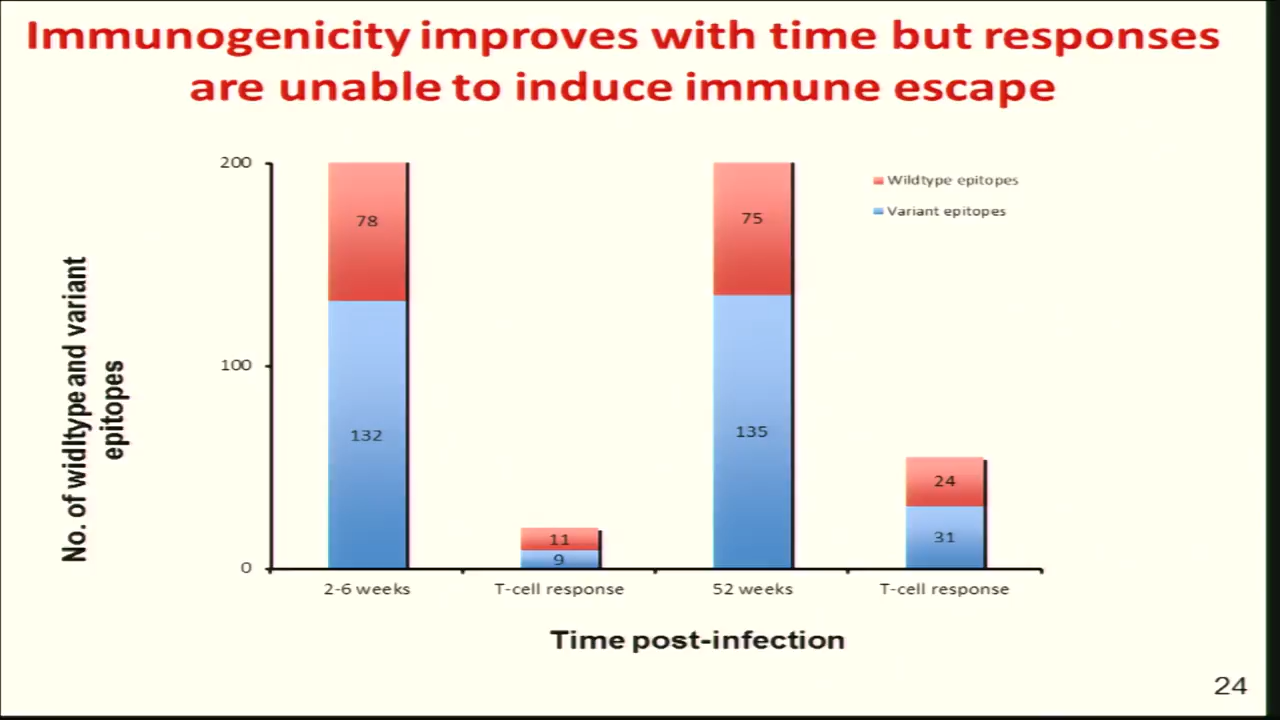 Immunogenicity improves with time but responses
are unable to induce immune escape
200
100
0
No. of widltype and variant
epitopes
78
132
11
9
75
135
24
31
Wildtype epitopes
Variant epitopes
2-6 weeks
T-cell response
52 weeks
T-cell response
Time post-infection
24